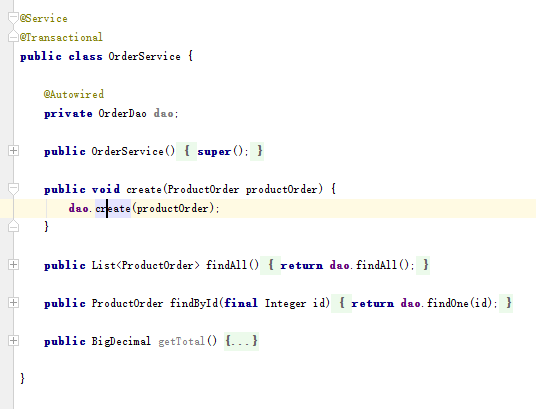 @Service
@Transactional
public class OrderService {
@Autowired
private OrderDao dao;
public OrderService() { super(); }
public void create(ProductOrder productOrder) {
dao.create(productOrder);
}
public List<ProductOrder> findAll() { return dao.findAll(); }
public ProductOrder findById(final Integer id) { return dao.findOne(id); }
public BigDecimal getTotal() {...}
}